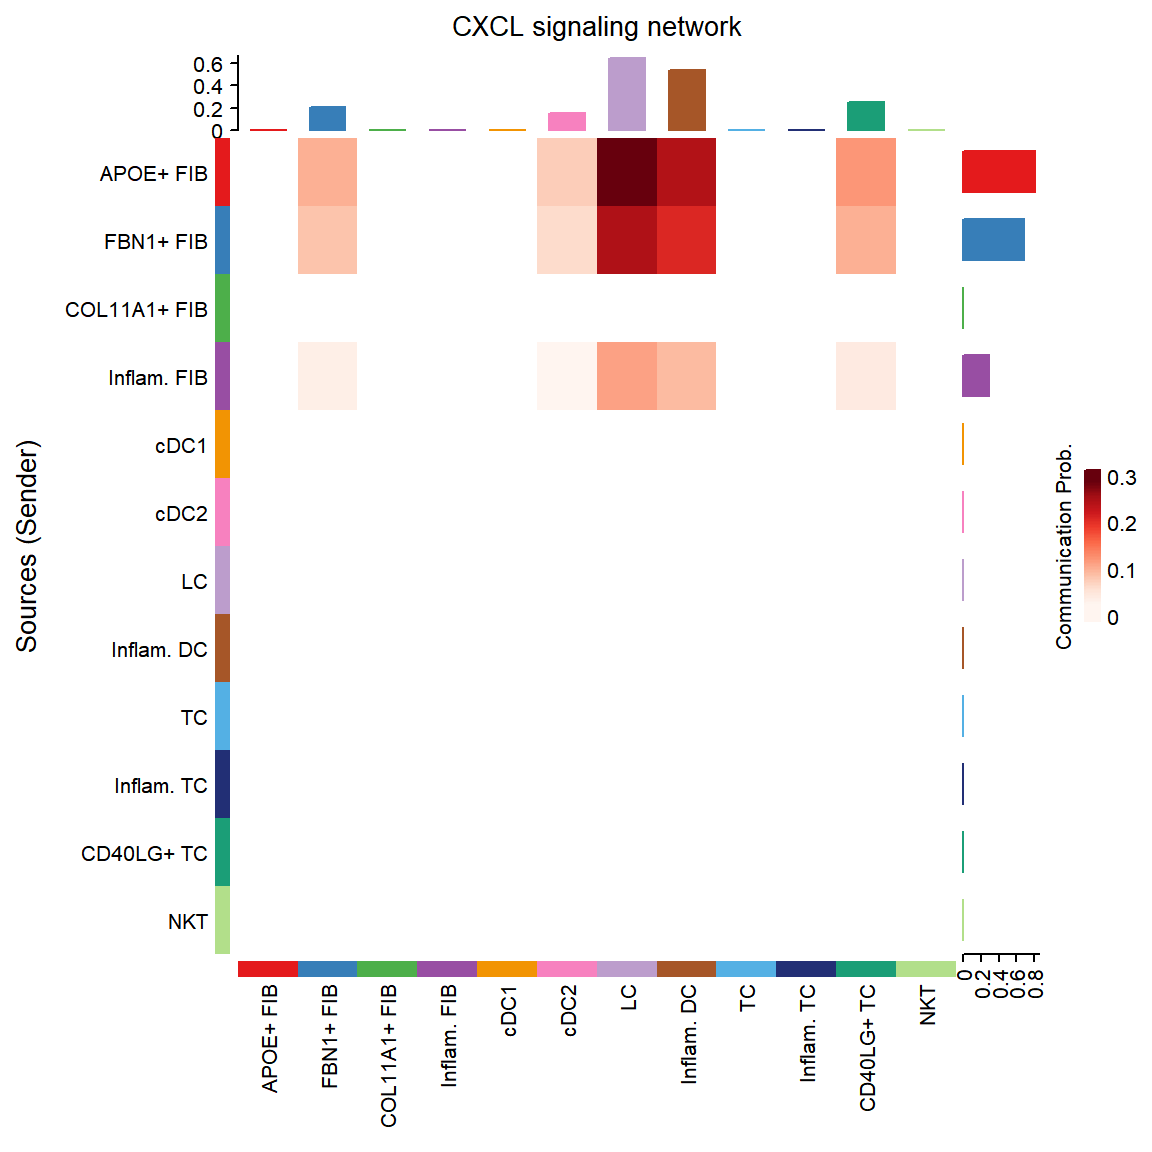 CXCL signaling network
0.6
0.4
0.2
0
APOE+ FIB
FBN1+ FIB
COL11A1+ FIB
Inflam. FIB
cDC1
cDC2
LC
Inflam. DC
TC
Inflam. TC
CD40LG+ TC
NKT
Sources (Sender)
APOE+ FIB
FBN1+ FIB
COL11A1+ FIB
Inflam. FIB
cDC1
cDC2
LC
Inflam. DC
TC
Inflam. TC
CD40LG+ TC
NKT
0
0.2
0.4
0.6
0.8
Communication Prob.
0.3
0.2
0.1
0